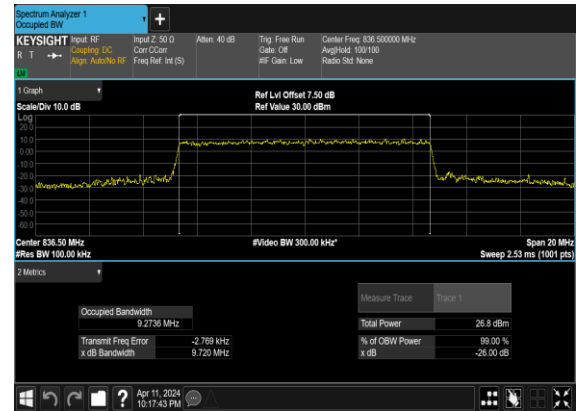 Spectrum Analyzer 1
Occupied BW
KEYSIGHT
R T
LXI
Input: RF
Coupling: DC
Align: Auto/No RF
Input Z: 50 Ω
Corr CCorr
Freq Ref: Int (S)
Atten: 40 dB
Trig: Free Run
Gate: Off
#IF Gain: Low
Center Freq: 836.500000 MHz
Avg|Hold: 100/100
Radio Std: None
1 Graph
Scale/Div 10.0 dB
Ref Lvl Offset 7.50 dB
Ref Value 30.00 dBm
Log
20.0
10.0
0.00
-10.0
-20.0
-30.0
-40.0
-50.0
-60.0
Center 836.50 MHz
#Res BW 100.00 kHz
#Video BW 300.00 kHz*
Span 20 MHz
Sweep 2.53 ms (1001 pts)
2 Metrics
Measure Trace Trace 1
Occupied Bandwidth
9.2736 MHz
Total Power 26.8 dBm
Transmit Freq Error -2.769 kHz
% of OBW Power 99.00 %
x dB Bandwidth 9.720 MHz
x dB -26.00 dB
?
Apr 11, 2024
10:17:43 PM